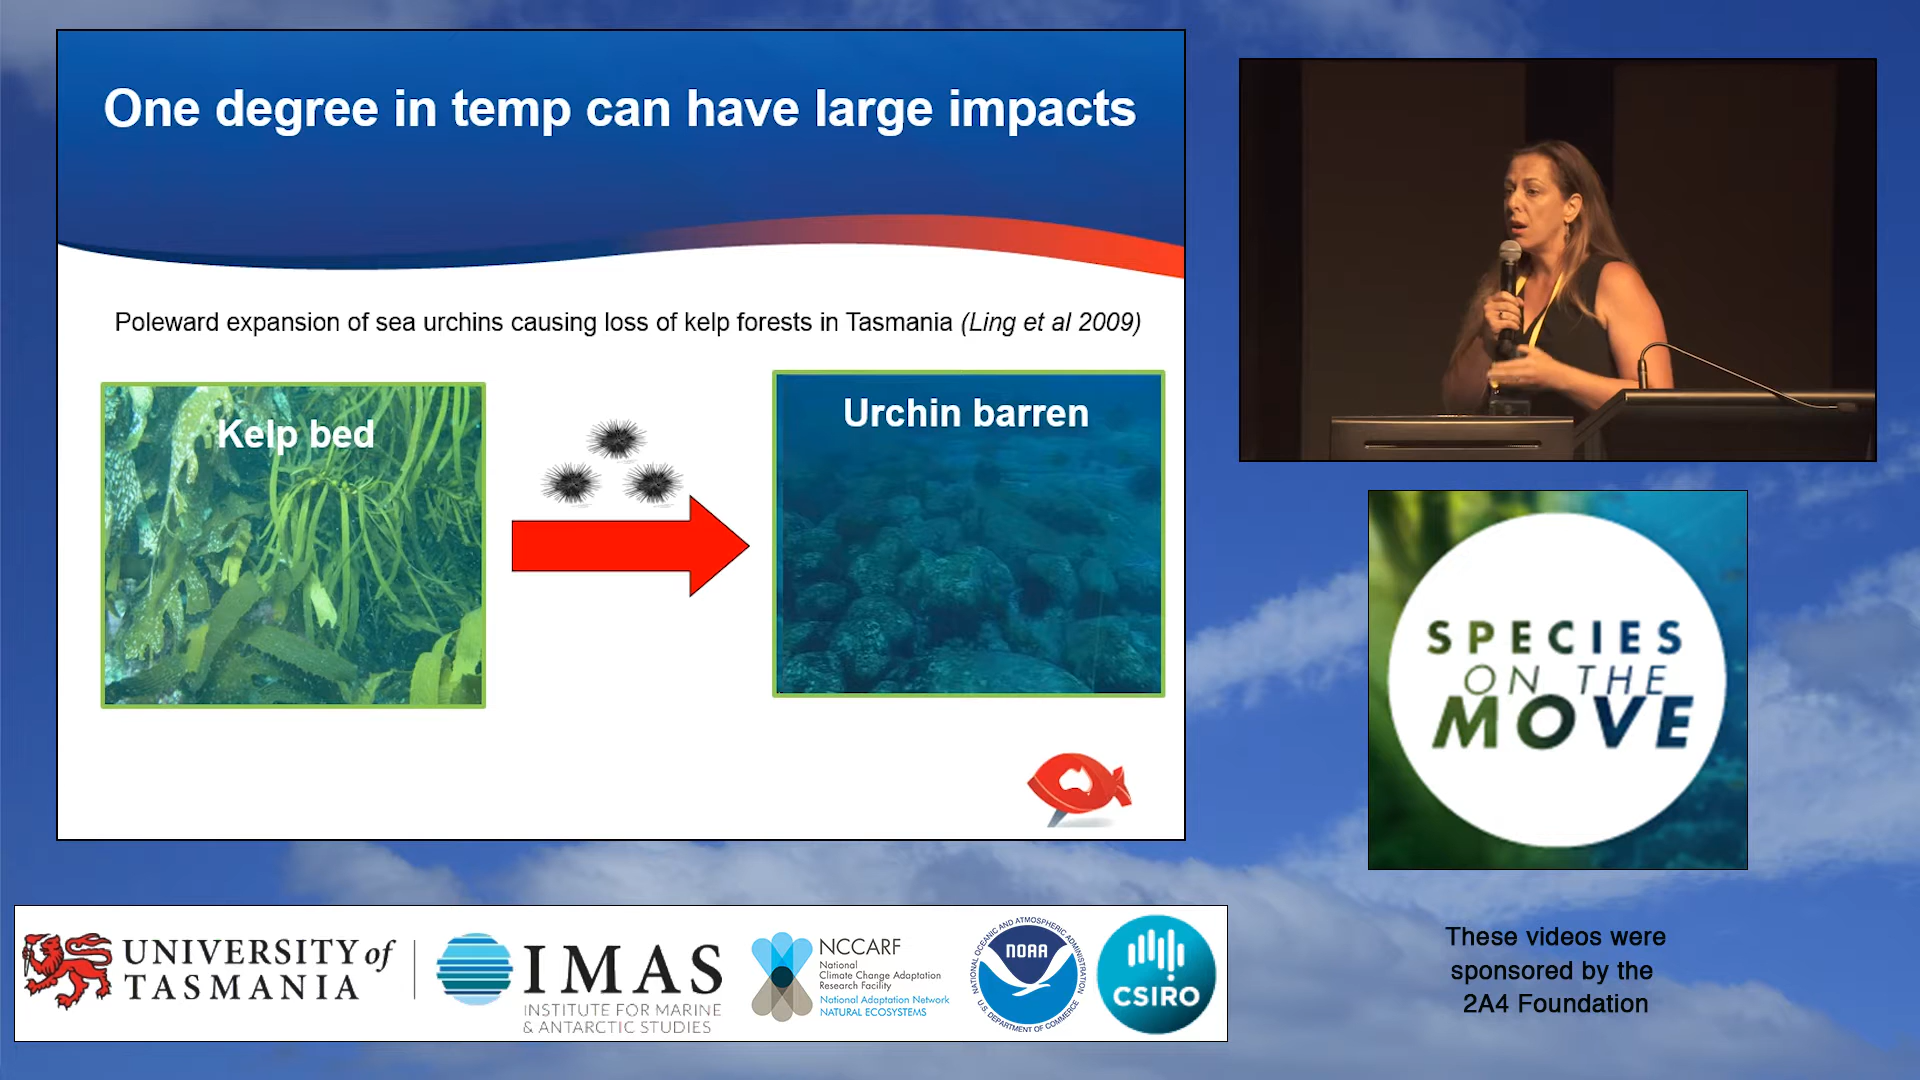 One degree in temp can have large impacts
Poleward expansion of sea urchins causing loss of kelp forests in Tasmania (Ling et al 2009)
Kelp bed
Urchin barren
SPECIES
ON THE
MOVE
UNIVERSITY of
TASMANIA
IMAS
INSTITUTE FOR MARINE
& ANTARCTIC STUDIES
NCCARF
National
Climate Change Adaptation
Research Facility
National Adaptation Network
NATURAL ECOSYSTEMS
NATIONAL OCEANIC AND ATMOSPHERIC ADMINISTRATION
NOAA
U.S. DEPARTMENT OF COMMERCE
CSIRO
These videos were
sponsored by the
2A4 Foundation